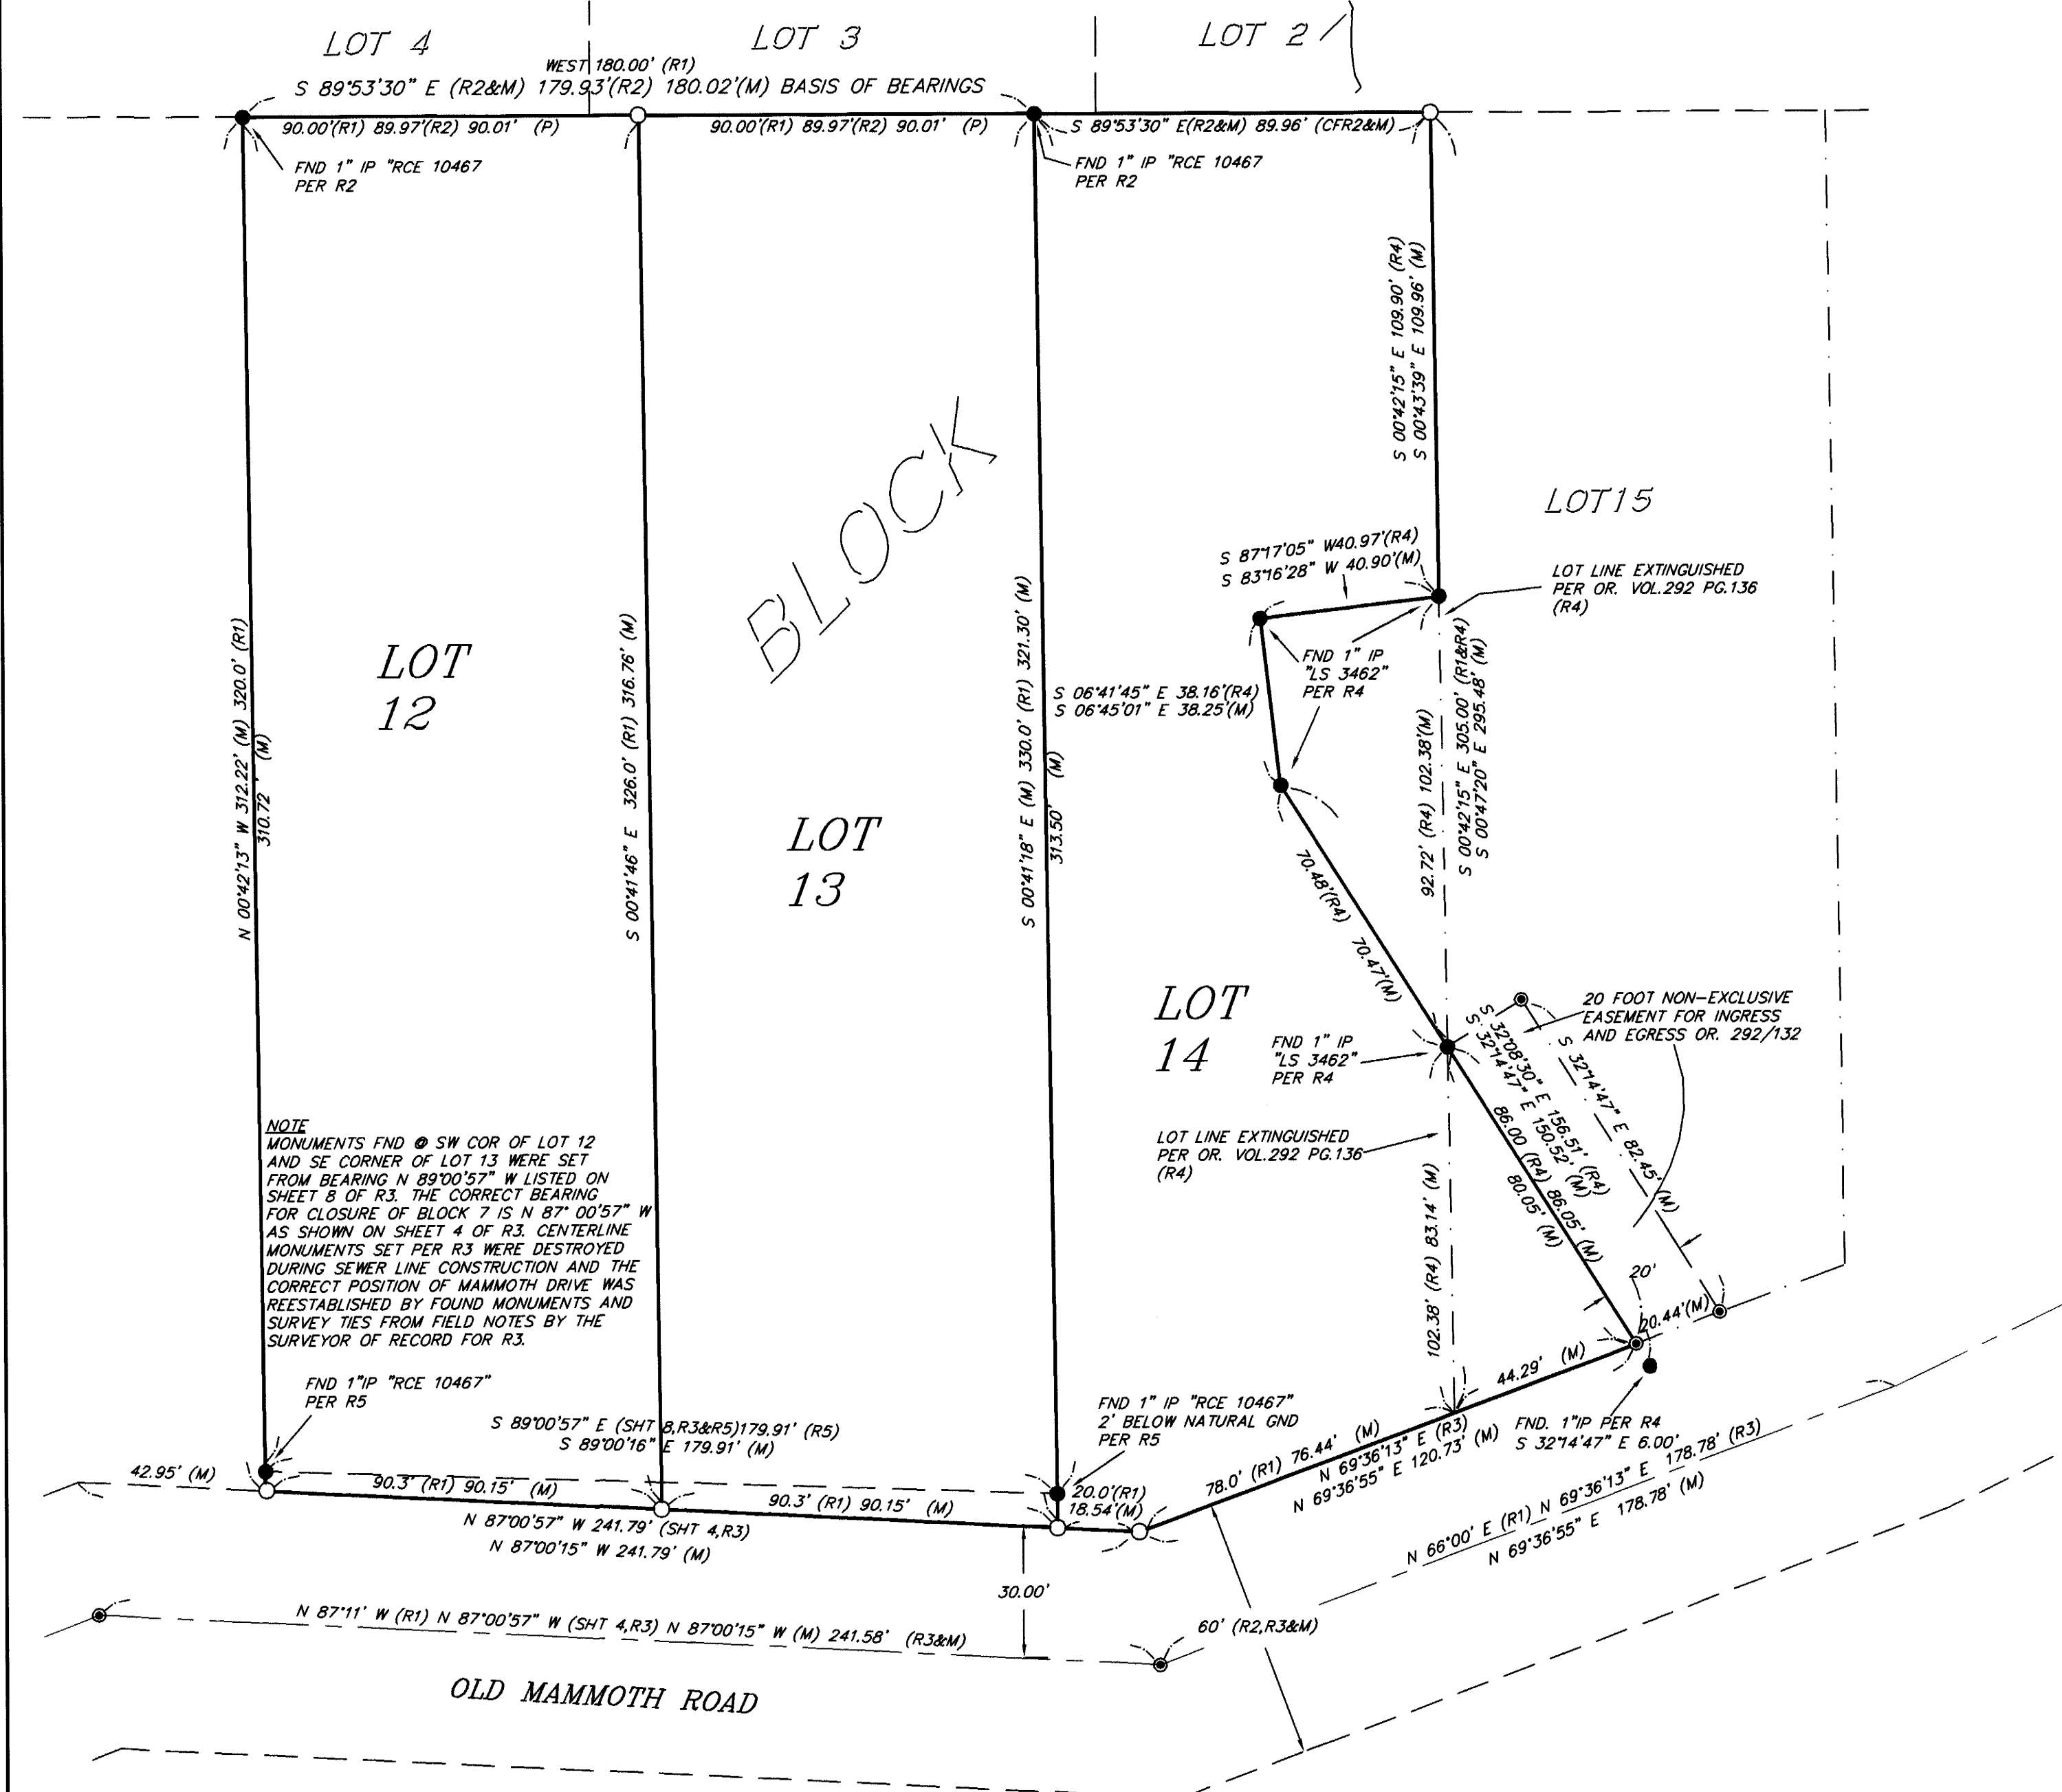 LOT 4
LOT 3
LOT 2
WEST 180.00' (R1)
S 89°53'30" E (R2&M) 179.93'(R2) 180.02'(M) BASIS OF BEARINGS
90.00'(R1) 89.97'(R2) 90.01' (P)
90.00'(R1) 89.97'(R2) 90.01' (P)
S 89°53'30" E(R2&M) 89.96' (CFR2&M)
FND 1" IP "RCE 10467
PER R2
FND 1" IP "RCE 10467
PER R2
S 00°42'15" E 109.90' (R4)
S 00°43'39" E 109.96' (M)
BLOCK
LOT15
S 87°17'05" W40.97'(R4)
S 83°16'28" W 40.90'(M)
LOT LINE EXTINGUISHED
PER OR. VOL.292 PG.136
(R4)
FND 1" IP
"LS 3462"
PER R4
S 06°41'45" E 38.16'(R4)
S 06°45'01" E 38.25'(M)
N 00°42'13" W 312.22' (M) 320.0' (R1)
310.72 ' (M)
LOT
12
S 00°41'46" E 326.0' (R1) 316.76' (M)
LOT
13
S 00°41'18" E (M) 330.0' (R1) 321.30' (M)
313.50' (M)
92.72' (R4) 102.38'(M)
S 00°42'15" E 305.00' (R1&R4)
S 00°47'20" E 295.48' (M)
70.48'(R4) 70.47'(M)
LOT
14
FND 1" IP
"LS 3462"
PER R4
20 FOOT NON-EXCLUSIVE
EASEMENT FOR INGRESS
AND EGRESS OR. 292/132
S 32°08'30" E 156.51' (R4)
S 32°14'47" E 150.52' (M)
S 32°14'47" E 82.45' (M)
86.00 (R4) 86.05' (M)
80.05' (M)
LOT LINE EXTINGUISHED
PER OR. VOL.292 PG.136
(R4)
102.38' (R4) 83.14' (M)
NOTE
MONUMENTS FND @ SW COR OF LOT 12
AND SE CORNER OF LOT 13 WERE SET
FROM BEARING N 89°00'57" W LISTED ON
SHEET 8 OF R3. THE CORRECT BEARING
FOR CLOSURE OF BLOCK 7 IS N 87° 00'57" W
AS SHOWN ON SHEET 4 OF R3. CENTERLINE
MONUMENTS SET PER R3 WERE DESTROYED
DURING SEWER LINE CONSTRUCTION AND THE
CORRECT POSITION OF MAMMOTH DRIVE WAS
REESTABLISHED BY FOUND MONUMENTS AND
SURVEY TIES FROM FIELD NOTES BY THE
SURVEYOR OF RECORD FOR R3.
20'
20.44'(M)
44.29' (M)
FND 1"IP "RCE 10467"
PER R5
S 89°00'57" E (SHT 8,R3&R5)179.91' (R5)
S 89°00'16" E 179.91' (M)
FND 1" IP "RCE 10467"
2' BELOW NATURAL GND
PER R5
78.0' (R1) 76.44' (M)
N 69°36'13" E (R3)
N 69°36'55" E 120.73' (M)
FND. 1"IP PER R4
S 32°14'47" E 6.00'
42.95' (M)
90.3' (R1) 90.15' (M)
90.3' (R1) 90.15' (M)
20.0'(R1)
18.54'(M)
N 87°00'57" W 241.79' (SHT 4,R3)
N 87°00'15" W 241.79' (M)
N 66°00' E (R1) N 69°36'13" E 178.78' (R3)
N 69°36'55" E 178.78' (M)
30.00'
60' (R2,R3&M)
N 87°11' W (R1) N 87°00'57" W (SHT 4,R3) N 87°00'15" W (M) 241.58' (R3&M)
OLD MAMMOTH ROAD